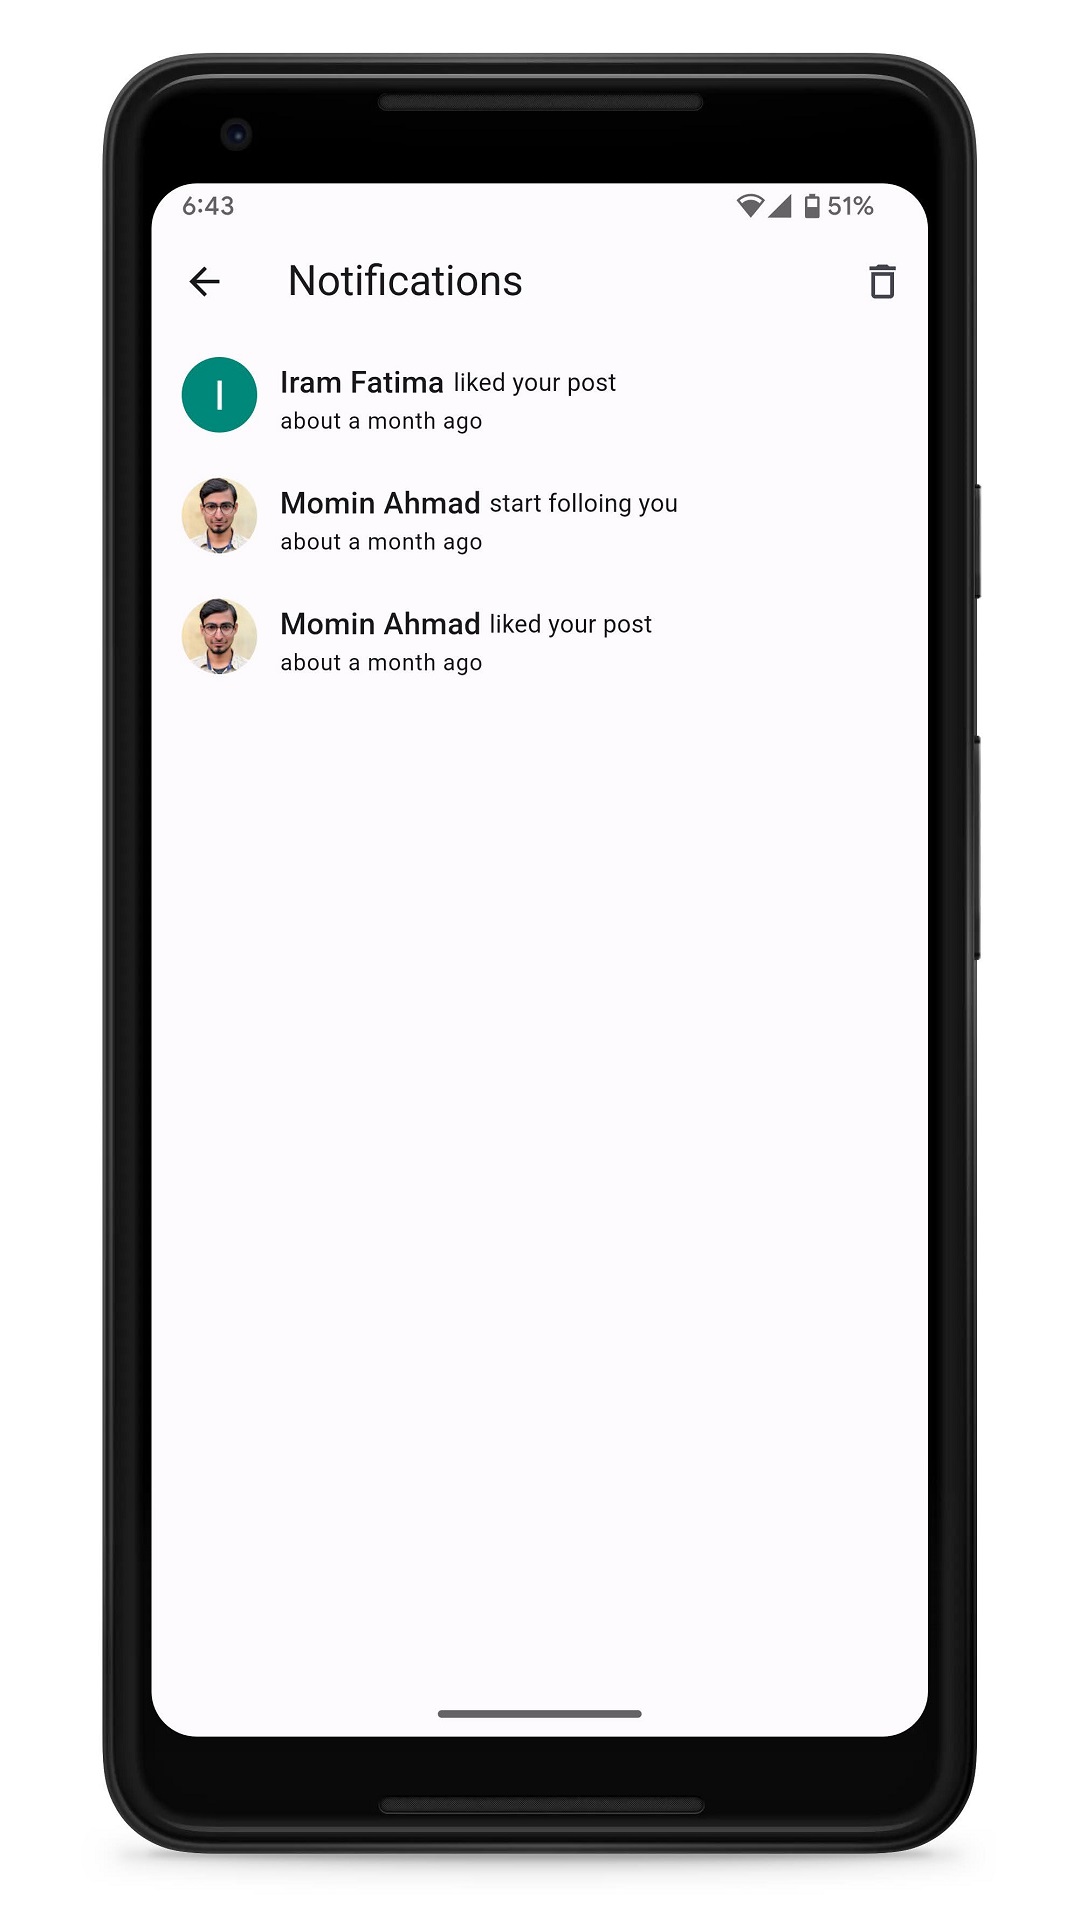 6:43 51%
Notifications
I
Iram Fatima liked your post
about a month ago
Momin Ahmad start folloing you
about a month ago
Momin Ahmad liked your post
about a month ago